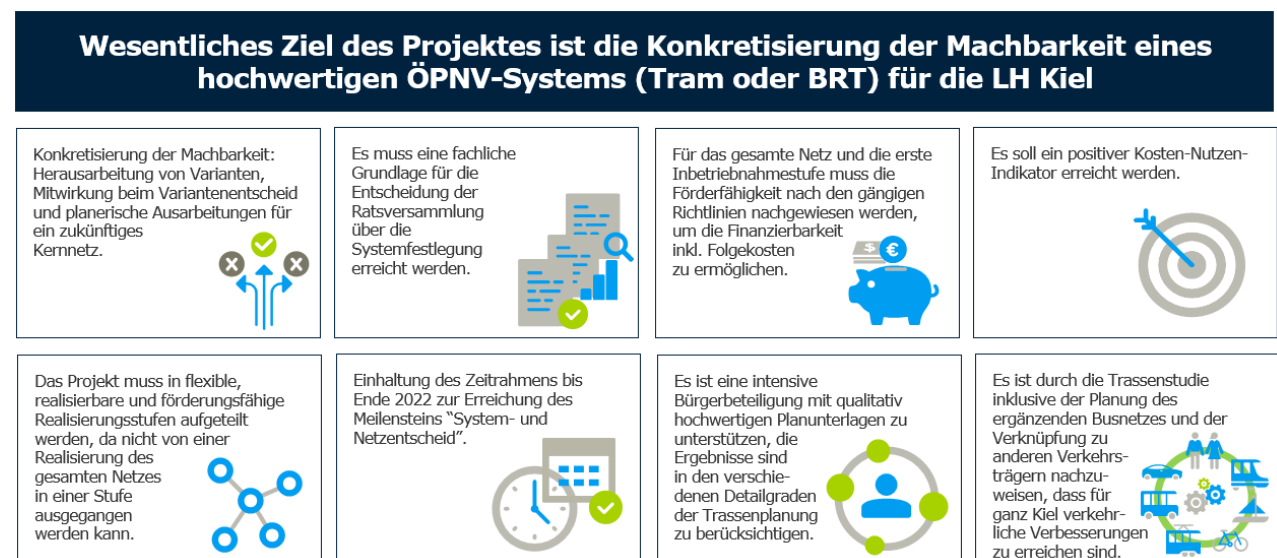 Wesentliches Ziel des Projektes ist die Konkretisierung der Machbarkeit eines
hochwertigen ÖPNV-Systems (Tram oder BRT) für die LH Kiel
Konkretisierung der Machbarkeit:
Herausarbeitung von Varianten,
Mitwirkung beim Variantenentscheid
und planerische Ausarbeitungen für
ein zukünftiges
Kernnetz.
Es muss eine fachliche
Grundlage für die
Entscheidung der
Ratsversammlung
über die
Systemfestlegung
erreicht werden.
Für das gesamte Netz und die erste
Inbetriebnahmestufe muss die
Förderfähigkeit nach den gängigen
Richtlinien nachgewiesen werden,
um die Finanzierbarkeit
inkl. Folgekosten
zu ermöglichen.
$ €
Es soll ein positiver Kosten-Nutzen-
Indikator erreicht werden.
Das Projekt muss in flexible,
realisierbare und förderungsfähige
Realisierungsstufen aufgeteilt
werden, da nicht von einer
Realisierung des
gesamten Netzes
in einer Stufe
ausgegangen
werden kann.
Einhaltung des Zeitrahmens bis
Ende 2022 zur Erreichung des
Meilensteins “System- und
Netzentscheid”.
Es ist eine intensive
Bürgerbeteiligung mit qualitativ
hochwertigen Planunterlagen zu
unterstützen, die
Ergebnisse sind
in den verschie-
denen Detailgraden
der Trassenplanung
zu berücksichtigen.
Es ist durch die Trassenstudie
inklusive der Planung des
ergänzenden Busnetzes und der
Verknüpfung zu
anderen Verkehrs-
trägern nachzu-
weisen, dass für
ganz Kiel verkehr-
liche Verbesserungen
zu erreichen sind.